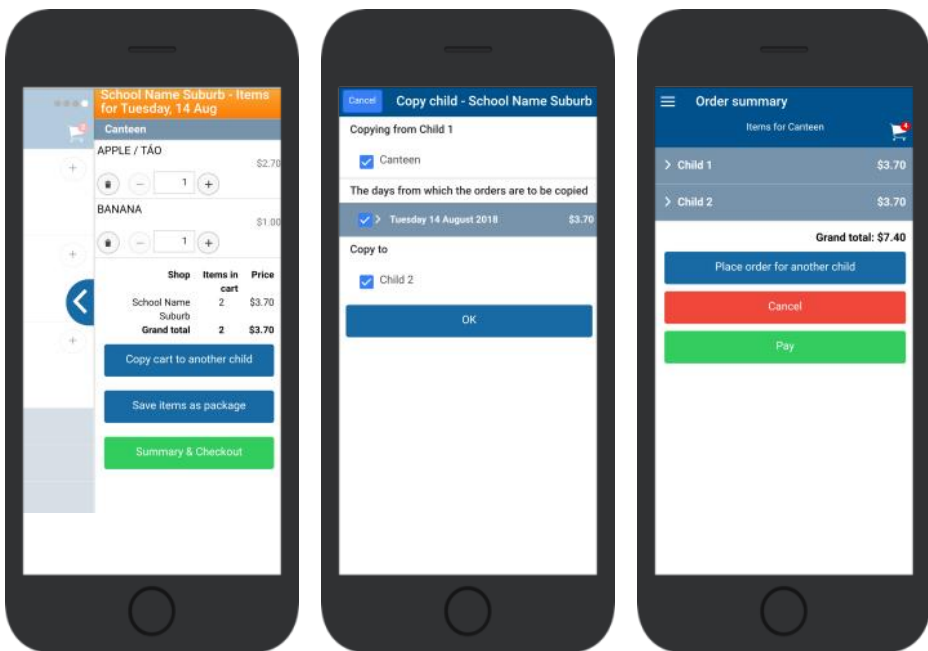 School Name Suburb - Items
for Tuesday, 14 Aug
Canteen
APPLE / TÁO
$2.70
1
BANANA
$1.00
1
Shop Items in cart Price
School Name Suburb 2 $3.70
Grand total 2 $3.70
Copy cart to another child
Save items as package
Summary & Checkout
Cancel Copy child - School Name Suburb
Copying from Child 1
Canteen
The days from which the orders are to be copied
Tuesday 14 August 2018 $3.70
Copy to
Child 2
OK
Order summary
Items for Canteen
4
Child 1 $3.70
Child 2 $3.70
Grand total: $7.40
Place order for another child
Cancel
Pay